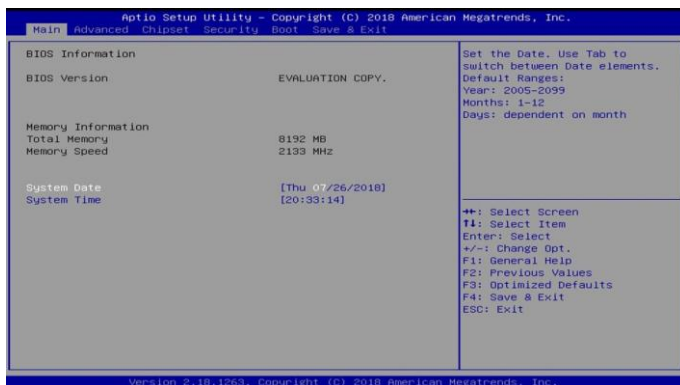 Aptio Setup Utility - Copyright (C) 2018 American Megatrends, Inc.
Main Advanced Chipset Security Boot Save & Exit
BIOS Information
BIOS Version EVALUATION COPY.
Memory Information
Total Memory 8192 MB
Memory Speed 2133 MHz
System Date [Thu 07/26/2018]
System Time [20:33:14]
Set the Date. Use Tab to
switch between Date elements.
Default Ranges:
Year: 2005-2099
Months: 1-12
Days: dependent on month
→←: Select Screen
↑↓: Select Item
Enter: Select
+/-: Change Opt.
F1: General Help
F2: Previous Values
F3: Optimized Defaults
F4: Save & Exit
ESC: Exit
Version 2.18.1263. Copyright (C) 2018 American Megatrends, Inc.